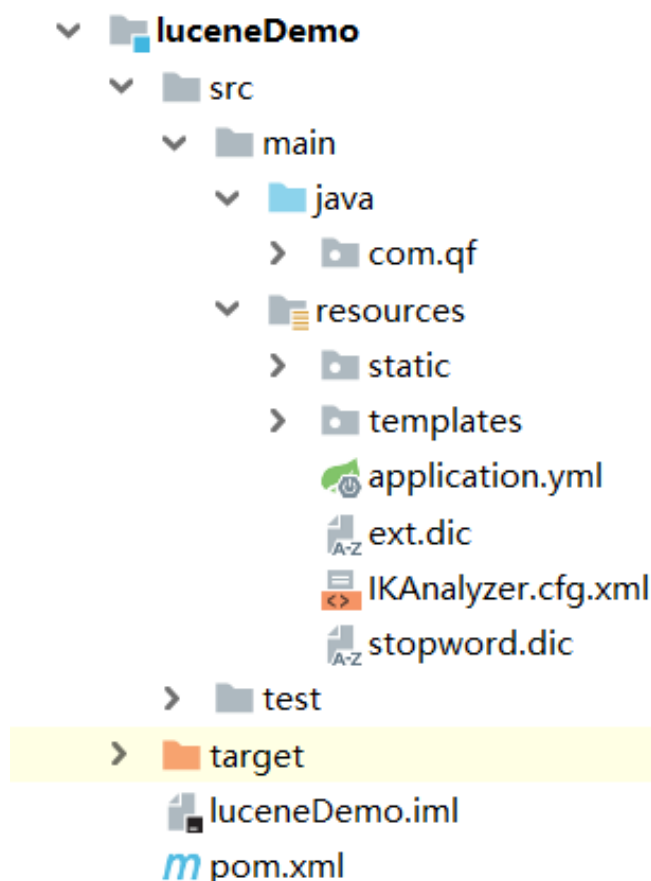 luceneDemo
src
main
java
com.qf
resources
static
templates
application.yml
ext.dic
IKAnalyzer.cfg.xml
stopword.dic
test
target
luceneDemo.iml
pom.xml